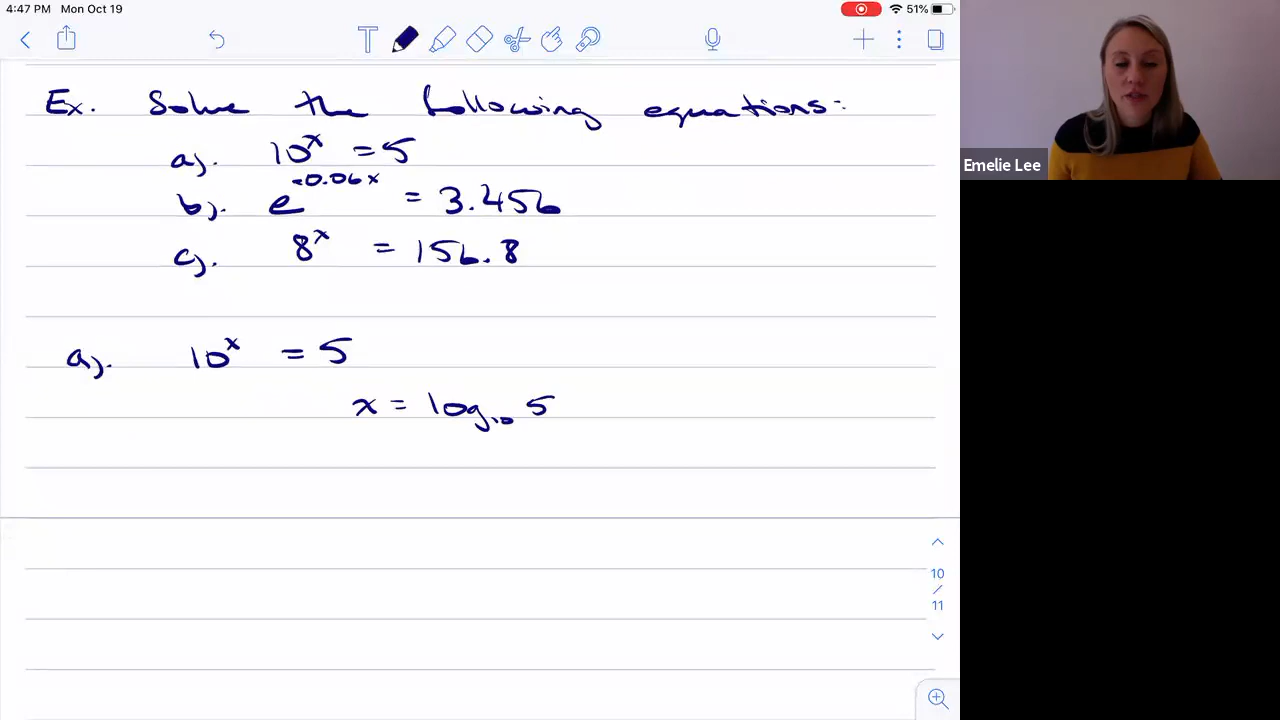 4:47 PM Mon Oct 19
51%
Ex. Solve the following equations:
a). 10^x = 5
b). e^-0.06x = 3.456
c). 8^x = 156.8
a). 10^x = 5
x = log₁₀ 5
Emelie Lee
T
10
/
11